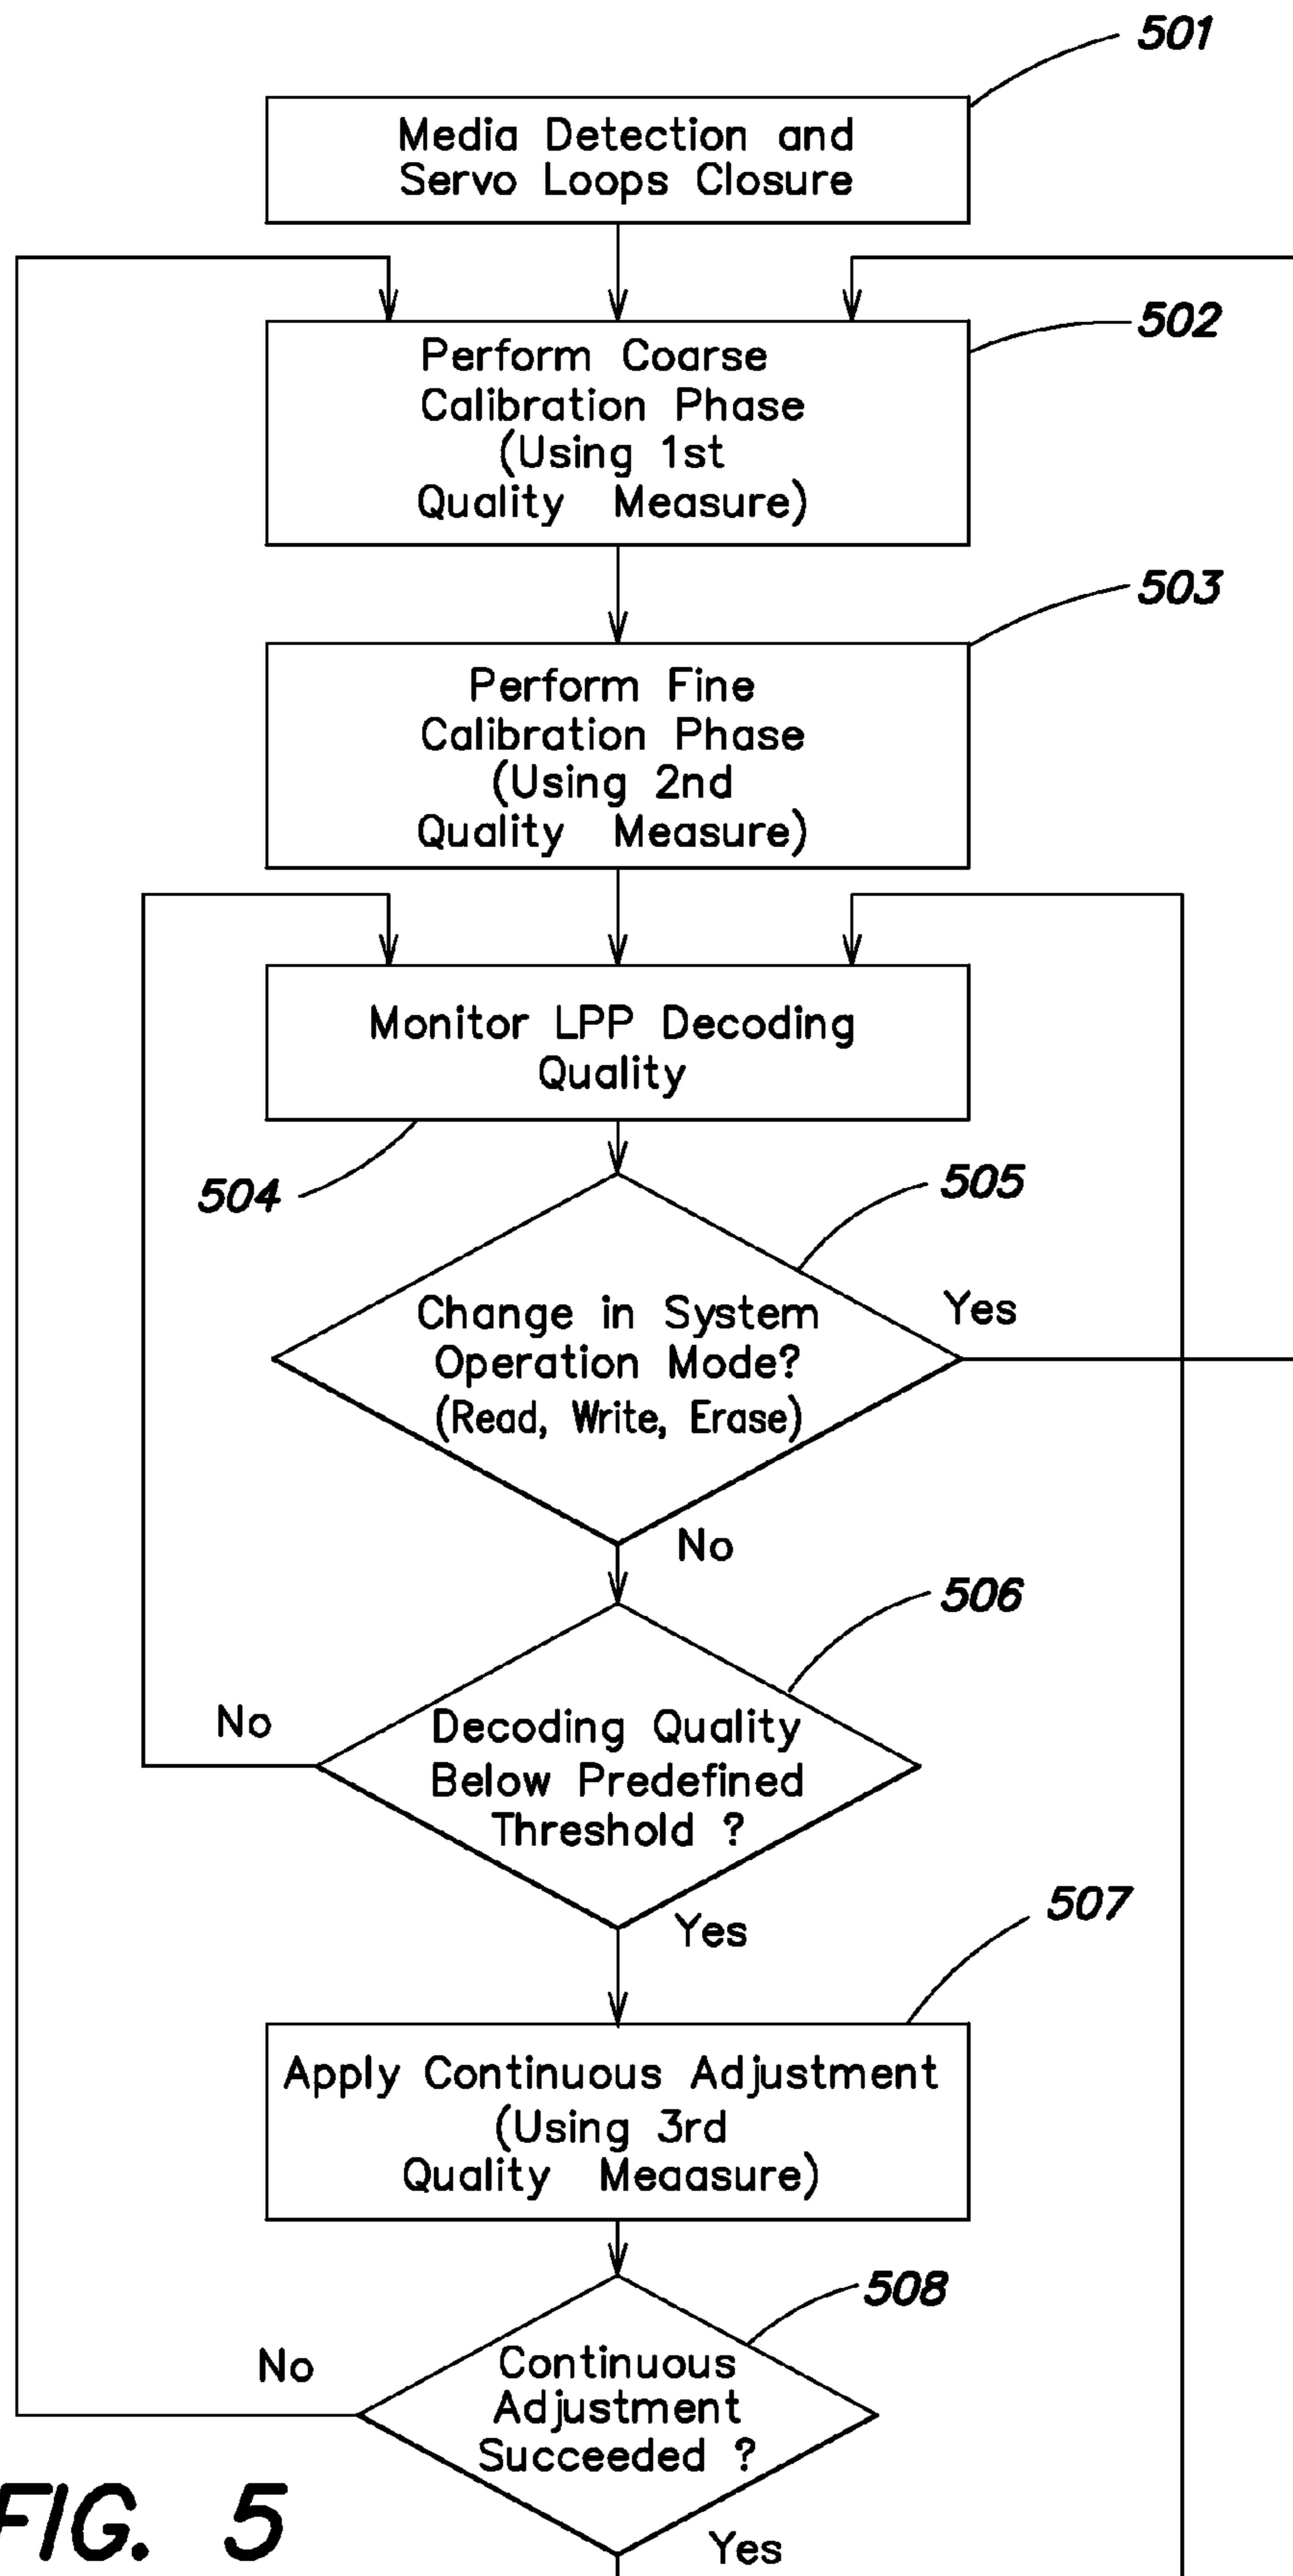 501
Media Detection and
Servo Loops Closure
502
Perform Coarse
Calibration Phase
(Using 1st
Quality Measure)
503
Perform Fine
Calibration Phase
(Using 2nd
Quality Measure)
Monitor LPP Decoding
Quality
504
505
Change in System
Operation Mode?
(Read, Write, Erase)
Yes
No
506
No
Decoding Quality
Below Predefined
Threshold ?
Yes
507
Apply Continuous Adjustment
(Using 3rd
Quality Meaasure)
508
No
Continuous
Adjustment
Succeeded ?
Yes
FIG. 5